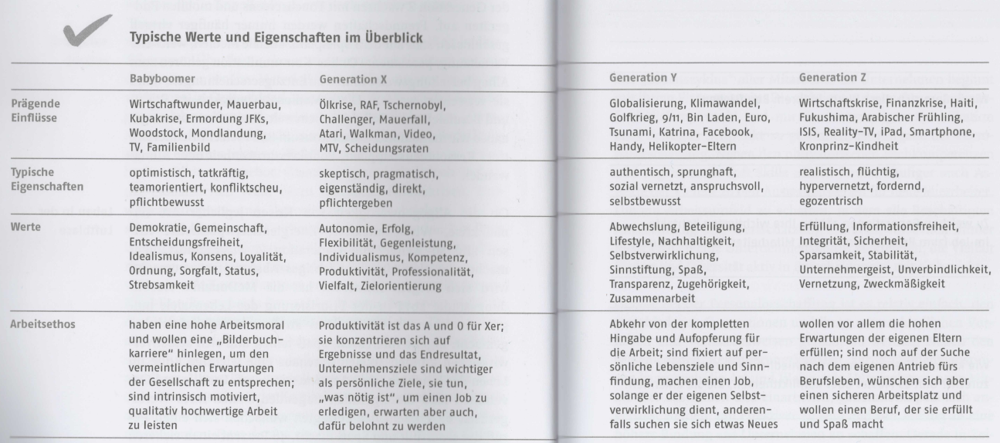 Typische Werte und Eigenschaften im Überblick
Babyboomer
Generation X
Generation Y
Generation Z
Prägende
Einflüsse
Wirtschaftwunder, Mauerbau,
Kubakrise, Ermordung JFKs,
Woodstock, Mondlandung,
TV, Familienbild
Ölkrise, RAF, Tschernobyl,
Challenger, Mauerfall,
Atari, Walkman, Video,
MTV, Scheidungsraten
Globalisierung, Klimawandel,
Golfkrieg, 9/11, Bin Laden, Euro,
Tsunami, Katrina, Facebook,
Handy, Helikopter-Eltern
Wirtschaftskrise, Finanzkrise, Haiti,
Fukushima, Arabischer Frühling,
ISIS, Reality-TV, iPad, Smartphone,
Kronprinz-Kindheit
Typische
Eigenschaften
optimistisch, tatkräftig,
teamorientiert, konfliktscheu,
pflichtbewusst
skeptisch, pragmatisch,
eigenständig, direkt,
pflichtergeben
authentisch, sprunghaft,
sozial vernetzt, anspruchsvoll,
selbstbewusst
realistisch, flüchtig,
hypervernetzt, fordernd,
egozentrisch
Werte
Demokratie, Gemeinschaft,
Entscheidungsfreiheit,
Idealismus, Konsens, Loyalität,
Ordnung, Sorgfalt, Status,
Strebsamkeit
Autonomie, Erfolg,
Flexibilität, Gegenleistung,
Individualismus, Kompetenz,
Produktivität, Professionalität,
Vielfalt, Zielorientierung
Abwechslung, Beteiligung,
Lifestyle, Nachhaltigkeit,
Selbstverwirklichung,
Sinnstiftung, Spaß,
Transparenz, Zugehörigkeit,
Zusammenarbeit
Erfüllung, Informationsfreiheit,
Integrität, Sicherheit,
Sparsamkeit, Stabilität,
Unternehmergeist, Unverbindlichkeit,
Vernetzung, Zweckmäßigkeit
Arbeitsethos
haben eine hohe Arbeitsmoral
und wollen eine „Bilderbuch-
karriere“ hinlegen, um den
vermeintlichen Erwartungen
der Gesellschaft zu entsprechen;
sind intrinsisch motiviert,
qualitativ hochwertige Arbeit
zu leisten
Produktivität ist das A und O für Xer;
sie konzentrieren sich auf
Ergebnisse und das Endresultat,
Unternehmensziele sind wichtiger
als persönliche Ziele, sie tun,
„was nötig ist“, um einen Job zu
erledigen, erwarten aber auch,
dafür belohnt zu werden
Abkehr von der kompletten
Hingabe und Aufopferung für
die Arbeit; sind fixiert auf per-
sönliche Lebensziele und Sinn-
findung, machen einen Job,
solange er der eigenen Selbst-
verwirklichung dient, anderen-
falls suchen sie sich etwas Neues
wollen vor allem die hohen
Erwartungen der eigenen Eltern
erfüllen; sind noch auf der Suche
nach dem eigenen Antrieb fürs
Berufsleben, wünschen sich aber
einen sicheren Arbeitsplatz und
wollen einen Beruf, der sie erfüllt
und Spaß macht